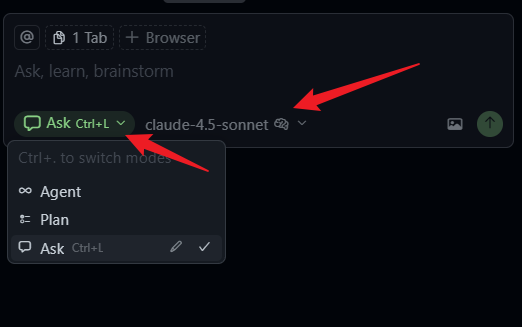 @ 1 Tab + Browser
Ask, learn, brainstorm
Ask Ctrl+L claude-4.5-sonnet
Ctrl+. to switch modes
Agent
Plan
Ask Ctrl+L